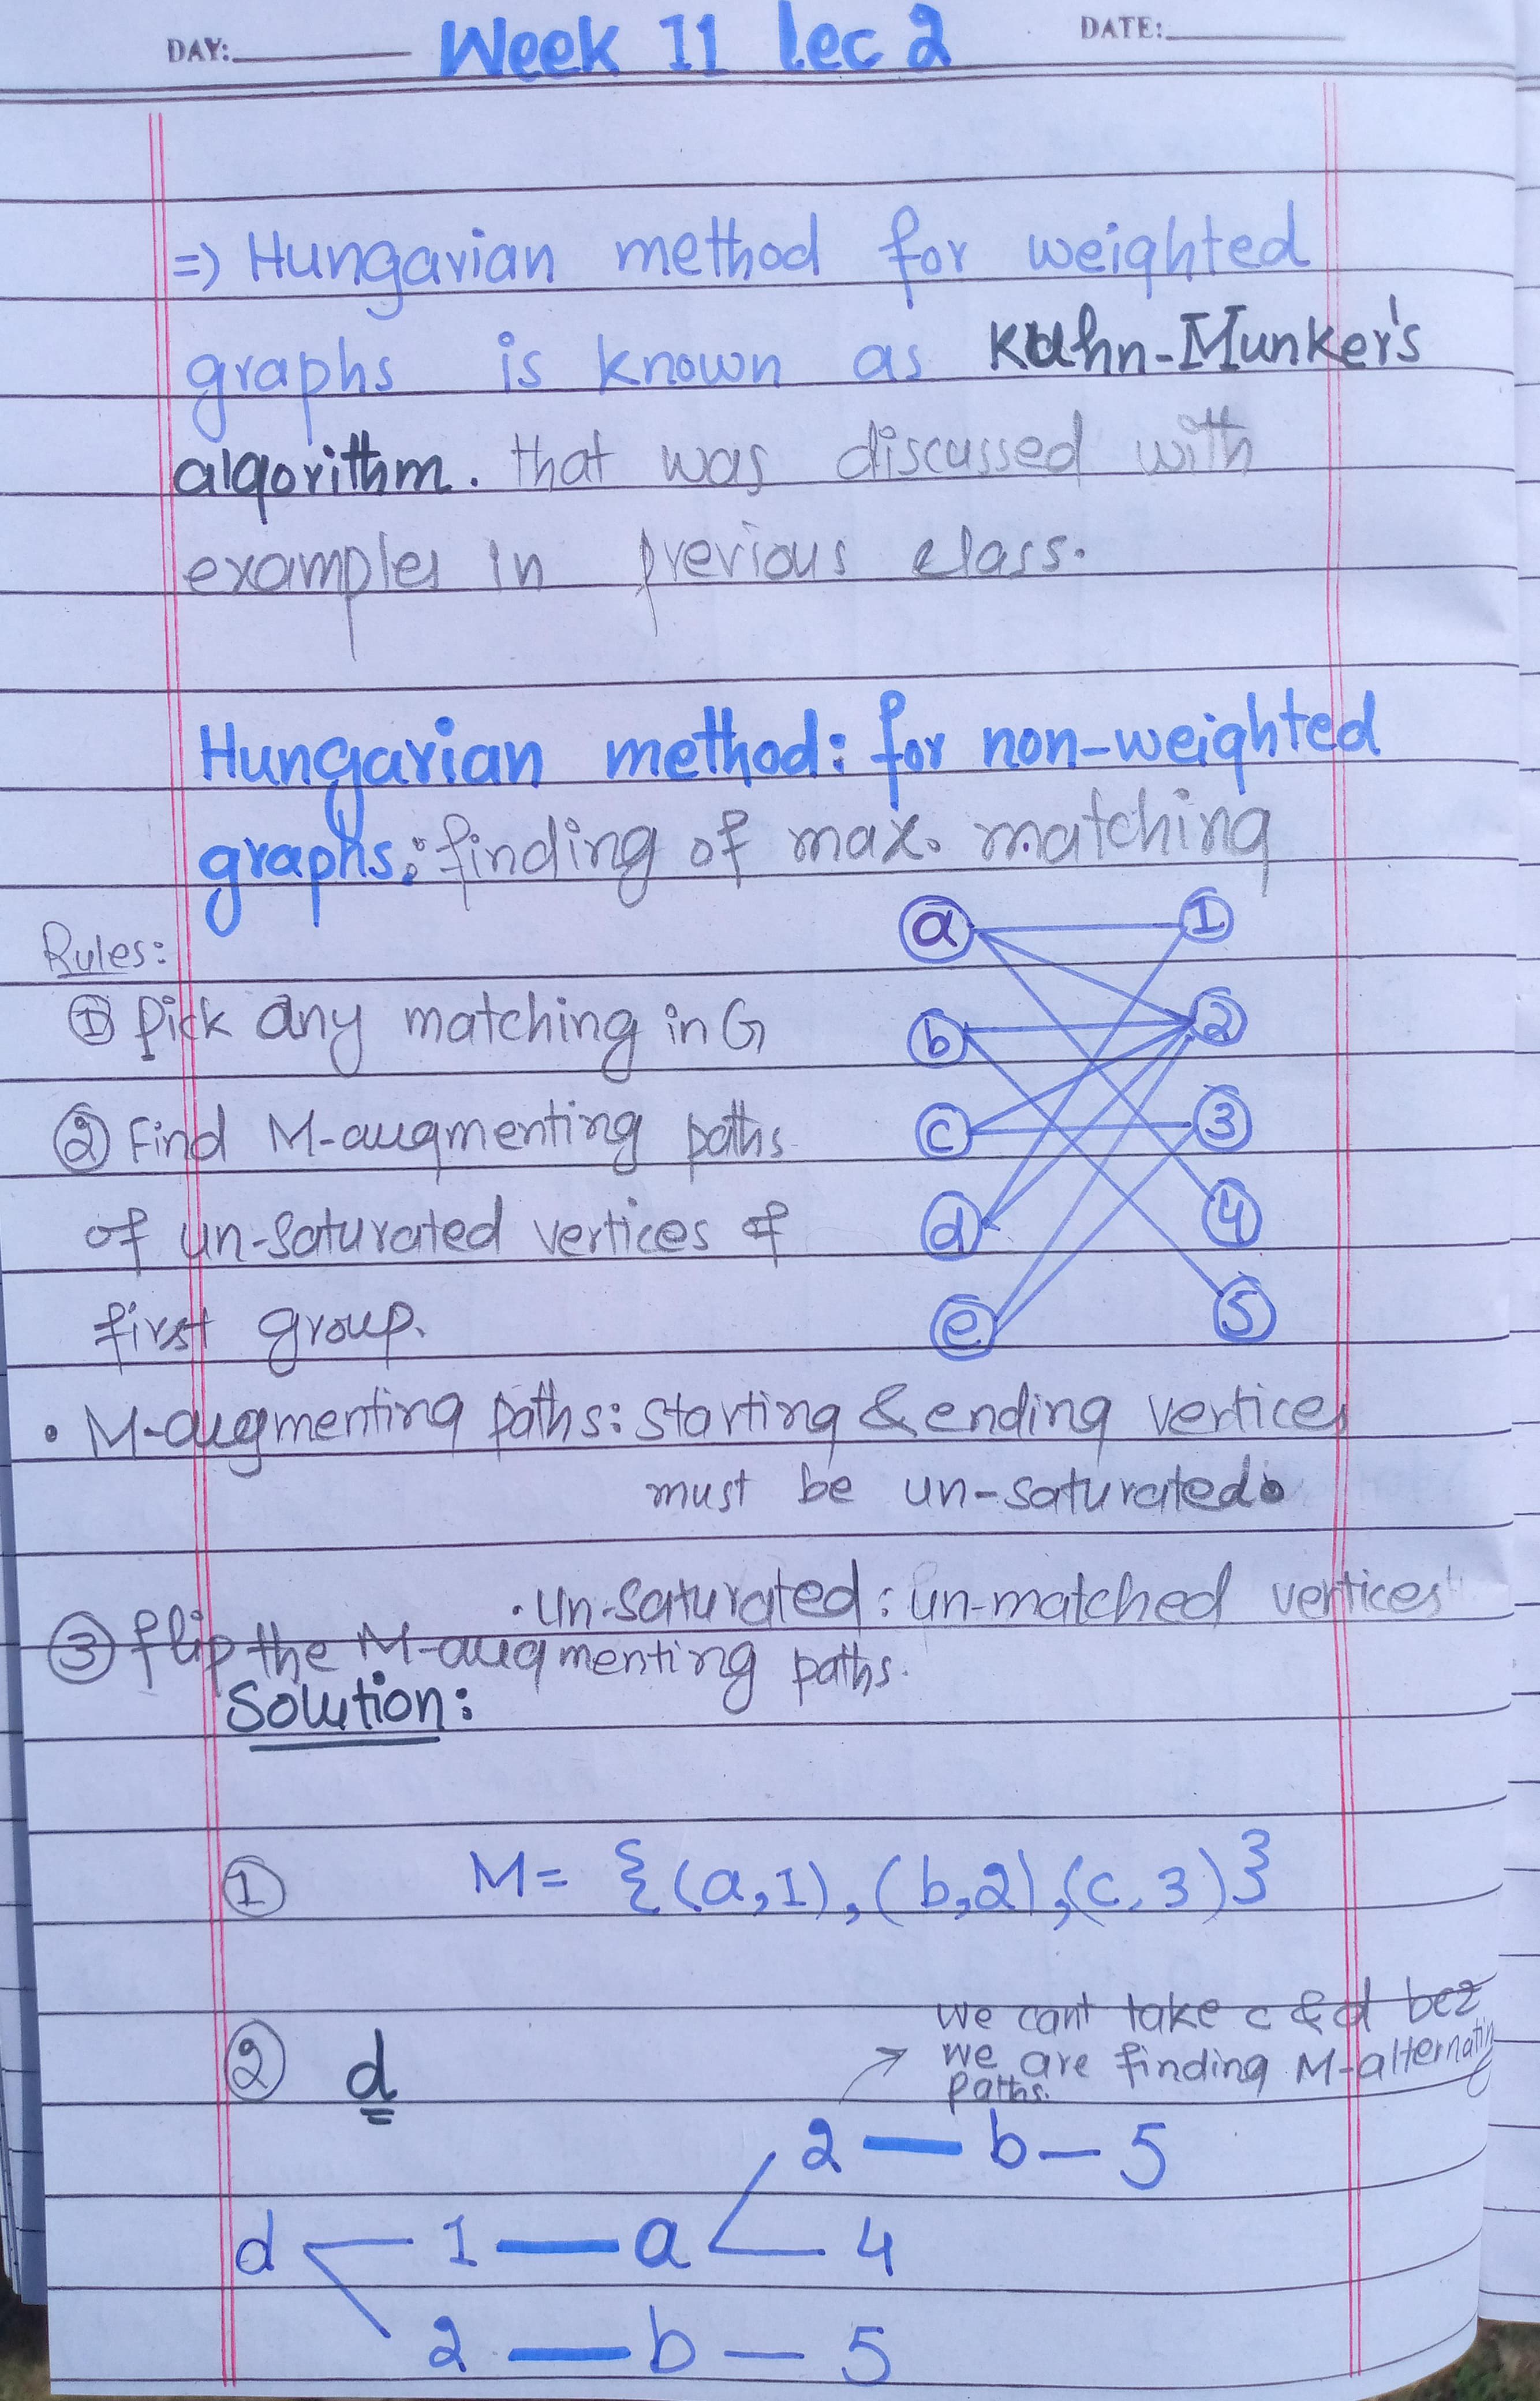 DAY: Week 11 lec 2 DATE:
=> Hungarian method for weighted
graphs is known as Kuhn-Munker's
algorithm. that was discussed with
examples in previous class.
Hungarian method: for non-weighted
graphs: finding of max. matching
Rules:
① Pick any matching in G
② Find M-augmenting paths
of un-saturated vertices of
first group.
a 1
b 2
c 3
d 4
e 5
• M-augmenting paths: starting & ending vertices
must be un-saturated.
• Un-saturated: un-matched vertices
③ flip the M-augmenting paths.
Solution:
① M= {(a,1),(b,2),(c,3)}
② d
we cant take c & d bcz
we are finding M-alternatin
paths.
2 — b — 5
d 1 — a 4
2 — b — 5